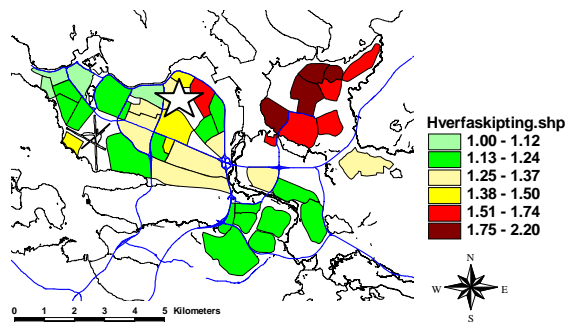 Hverfaskipting.shp
1.00 - 1.12
1.13 - 1.24
1.25 - 1.37
1.38 - 1.50
1.51 - 1.74
1.75 - 2.20
N
W E
S
0 1 2 3 4 5 Kilometers